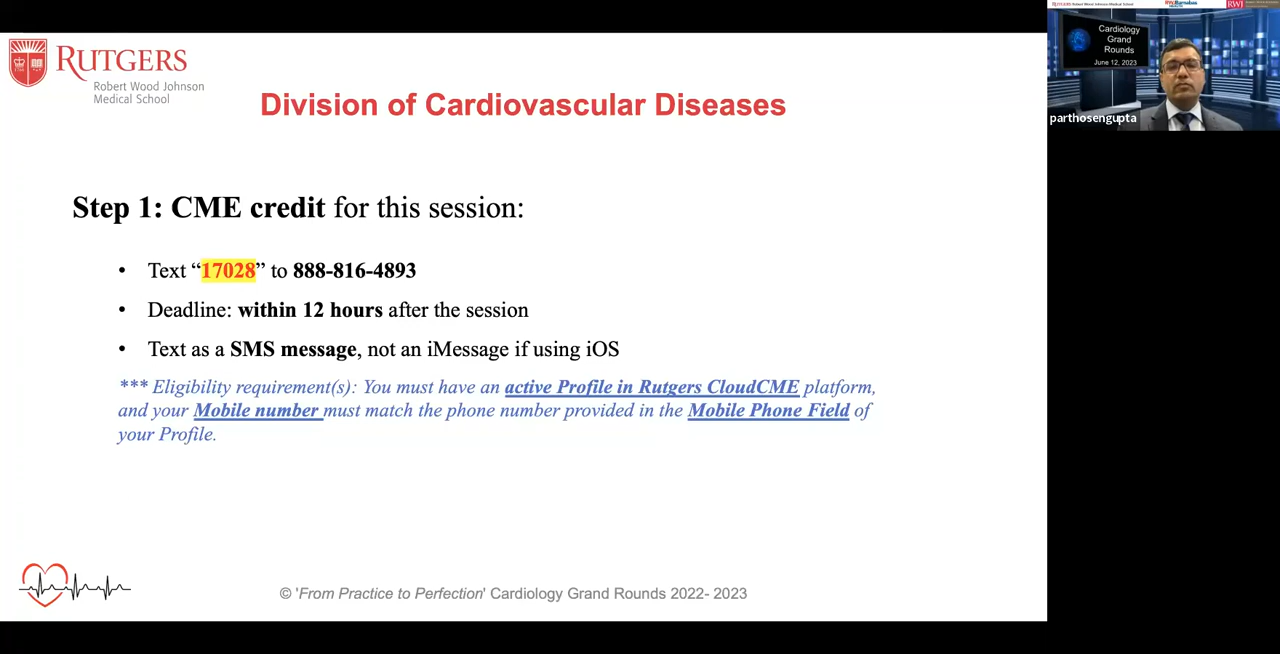 RUTGERS
Robert Wood Johnson
Medical School
Division of Cardiovascular Diseases
Step 1: CME credit for this session:
• Text “17028” to 888-816-4893
• Deadline: within 12 hours after the session
• Text as a SMS message, not an iMessage if using iOS
*** Eligibility requirement(s): You must have an active Profile in Rutgers CloudCME platform,
and your Mobile number must match the phone number provided in the Mobile Phone Field of
your Profile.
© 'From Practice to Perfection' Cardiology Grand Rounds 2022- 2023
Cardiology
Grand
Rounds
June 12, 2023
parthosengupta